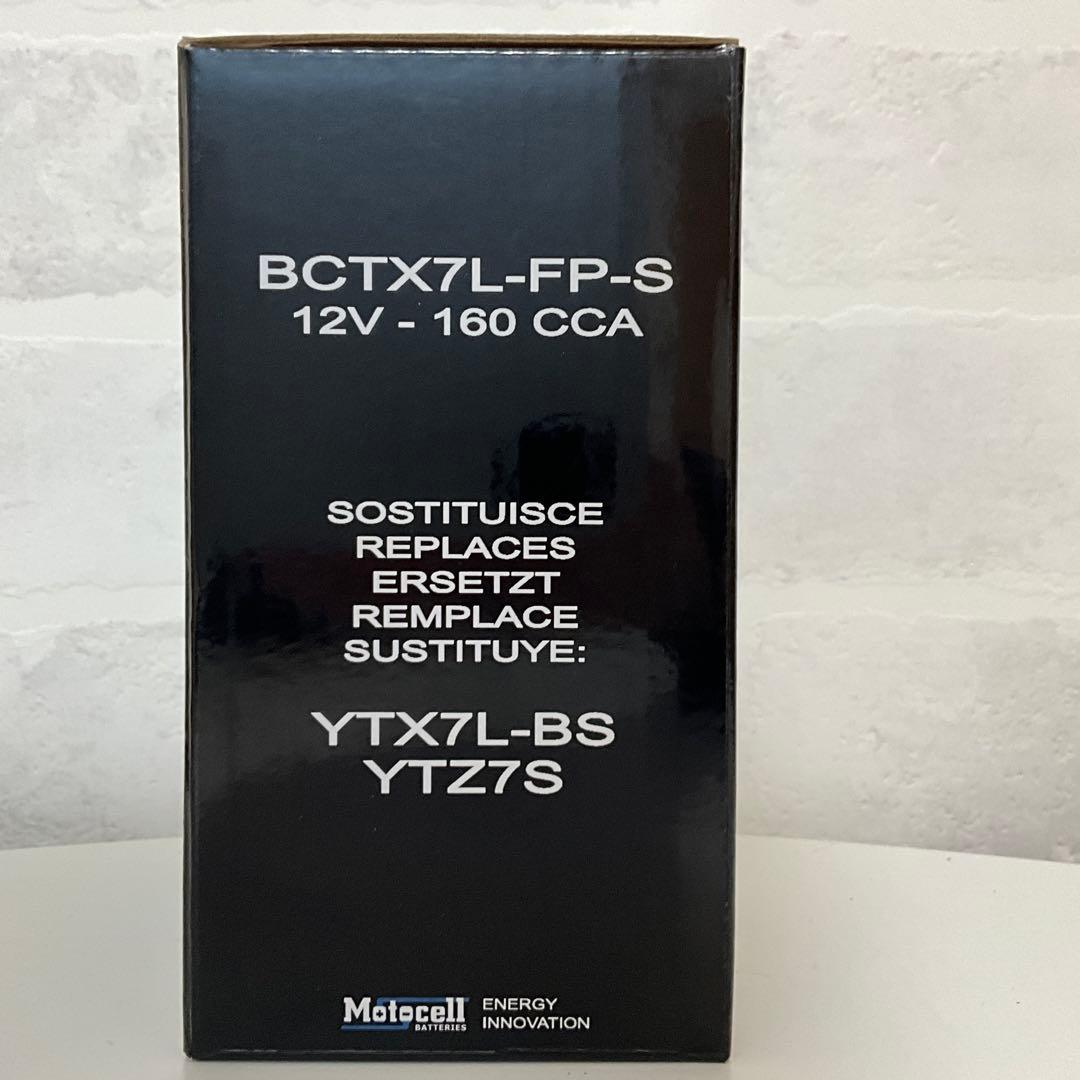 BCTX7L-FP-S
12V - 160 CCA
SOSTITUISCE
REPLACES
ERSETZT
REMPLACE
SUSTITUYE:
YTX7L-BS
YTZ7S
Motocell
BATTERIES
ENERGY
INNOVATION